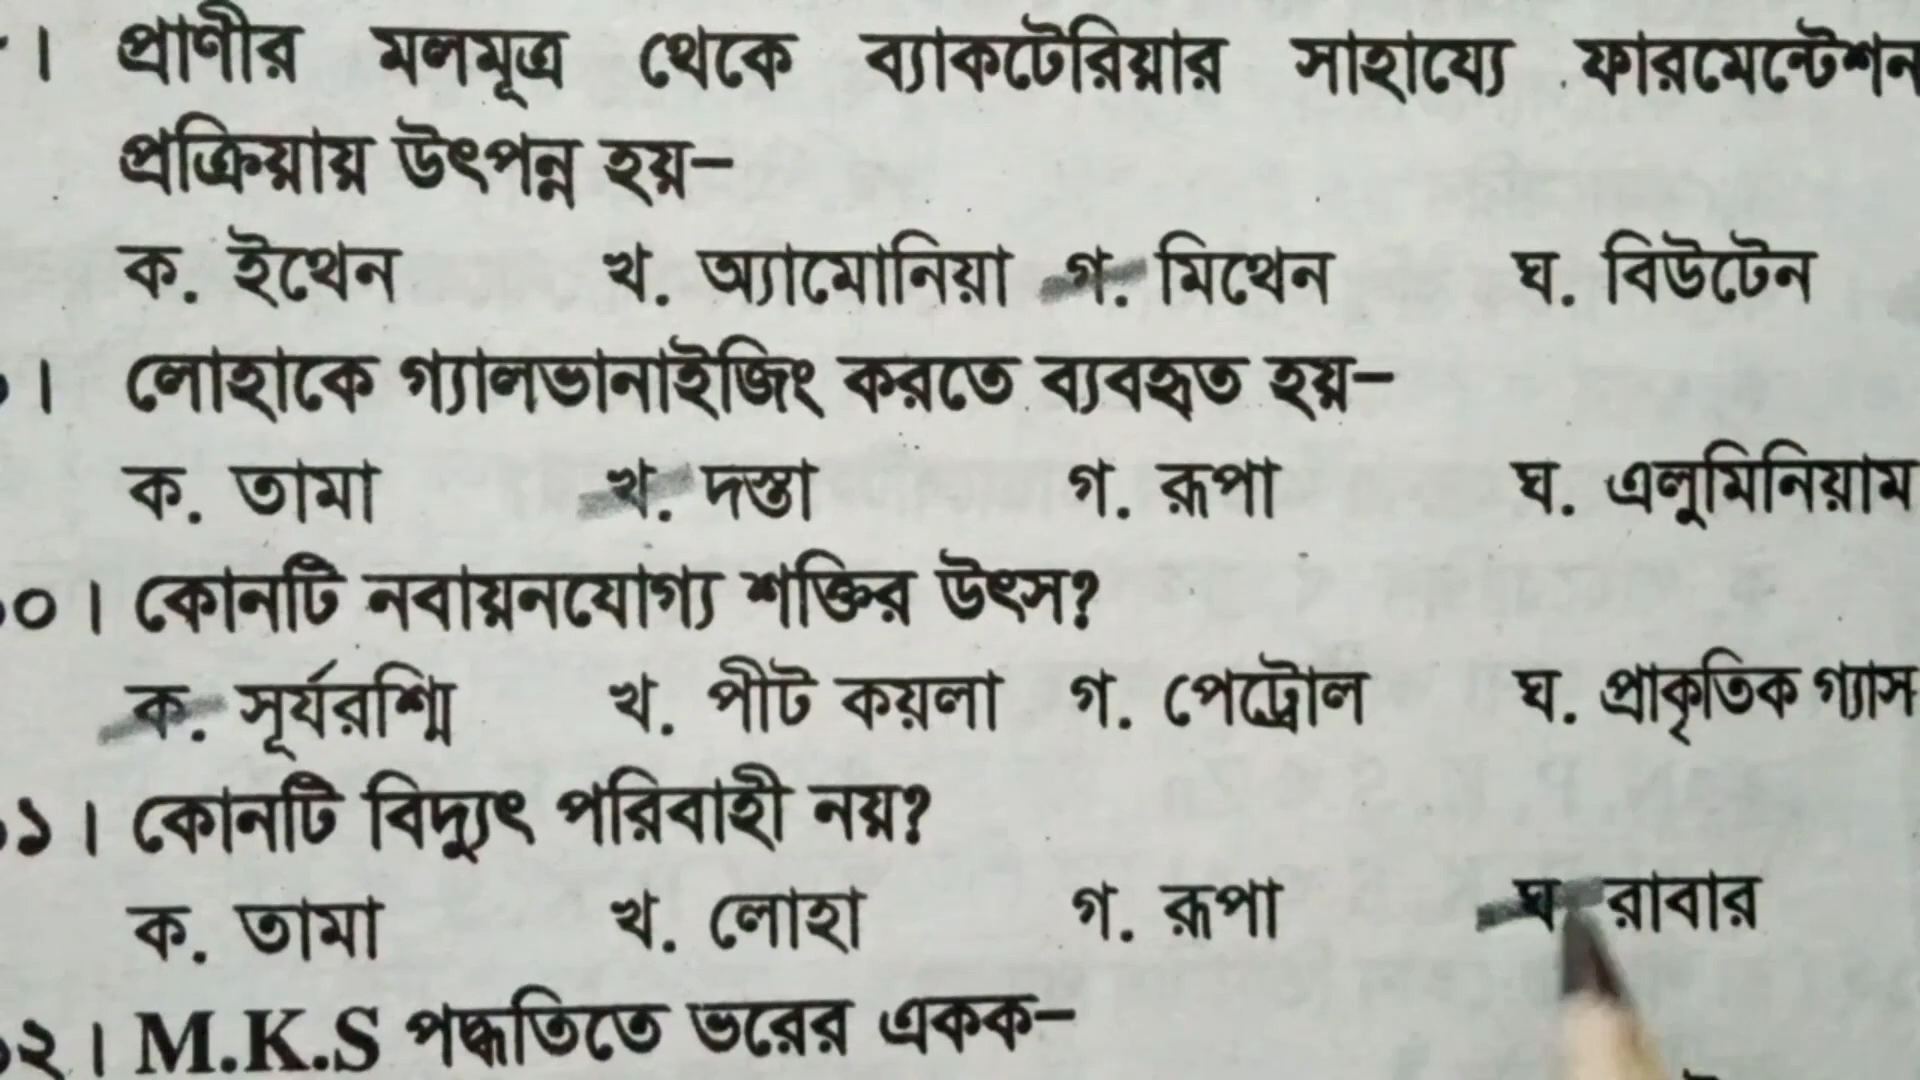 । প্রাণীর মলমূত্র থেকে ব্যাকটেরিয়ার সাহায্যে ফারমেন্টেশন
প্রক্রিয়ায় উৎপন্ন হয়–
ক. ইথেন খ. অ্যামোনিয়া গ. মিথেন ঘ. বিউটেন
। লোহাকে গ্যালভানাইজিং করতে ব্যবহৃত হয়–
ক. তামা খ. দস্তা গ. রূপা ঘ. এলুমিনিয়াম
০। কোনটি নবায়নযোগ্য শক্তির উৎস?
ক. সূর্যরশ্মি খ. পীট কয়লা গ. পেট্রোল ঘ. প্রাকৃতিক গ্যাস
১। কোনটি বিদ্যুৎ পরিবাহী নয়?
ক. তামা খ. লোহা গ. রূপা ঘ রাবার
২। M.K.S পদ্ধতিতে ভরের একক–